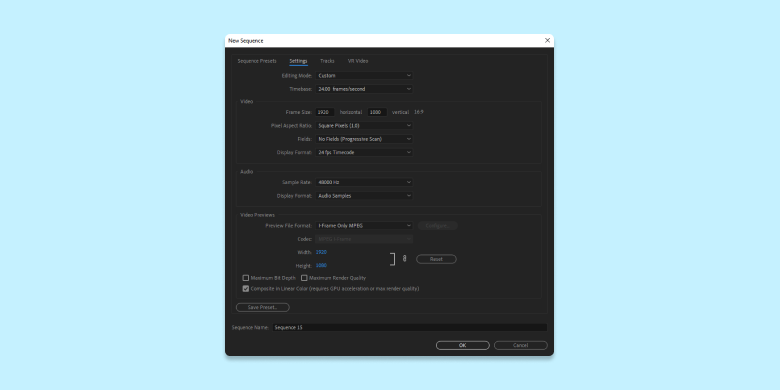 New Sequence
Sequence Presets Settings Tracks VR Video
Editing Mode: Custom
Timebase: 24.00 frames/second
Video
Frame Size: 1920 horizontal 1080 vertical 16:9
Pixel Aspect Ratio: Square Pixels (1.0)
Fields: No Fields (Progressive Scan)
Display Format: 24 fps Timecode
Audio
Sample Rate: 48000 Hz
Display Format: Audio Samples
Video Previews
Preview File Format: I-Frame Only MPEG Configure
Codec:
Width: 1920
Height: 1080
Reset
Maximum Bit Depth Maximum Render Quality
Composite in Linear Color (requires GPU acceleration or max render quality)
Save Preset...
Sequence Name: Sequence 15
OK Cancel